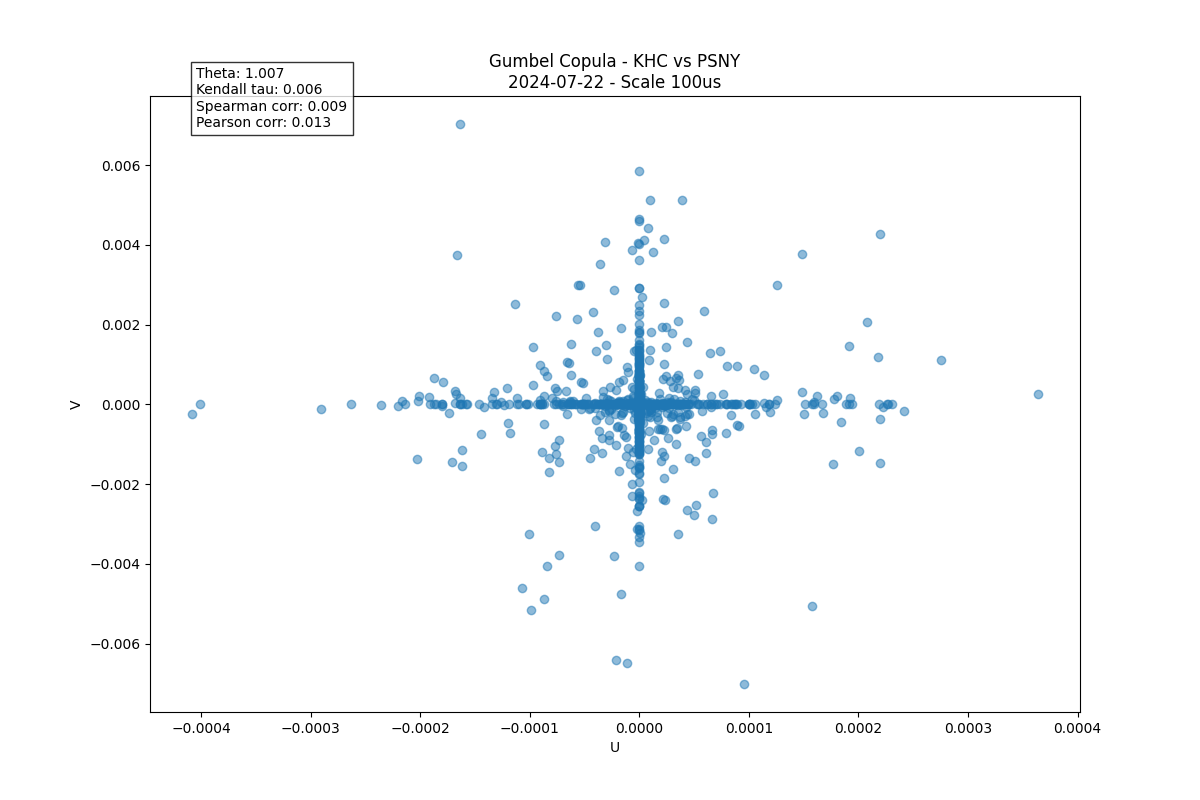 Gumbel Copula - KHC vs PSNY
2024-07-22 - Scale 100us
Theta: 1.007
Kendall tau: 0.006
Spearman corr: 0.009
Pearson corr: 0.013
V
0.006
0.004
0.002
0.000
−0.002
−0.004
−0.006
−0.0004 −0.0003 −0.0002 −0.0001 0.0000 0.0001 0.0002 0.0003 0.0004
U